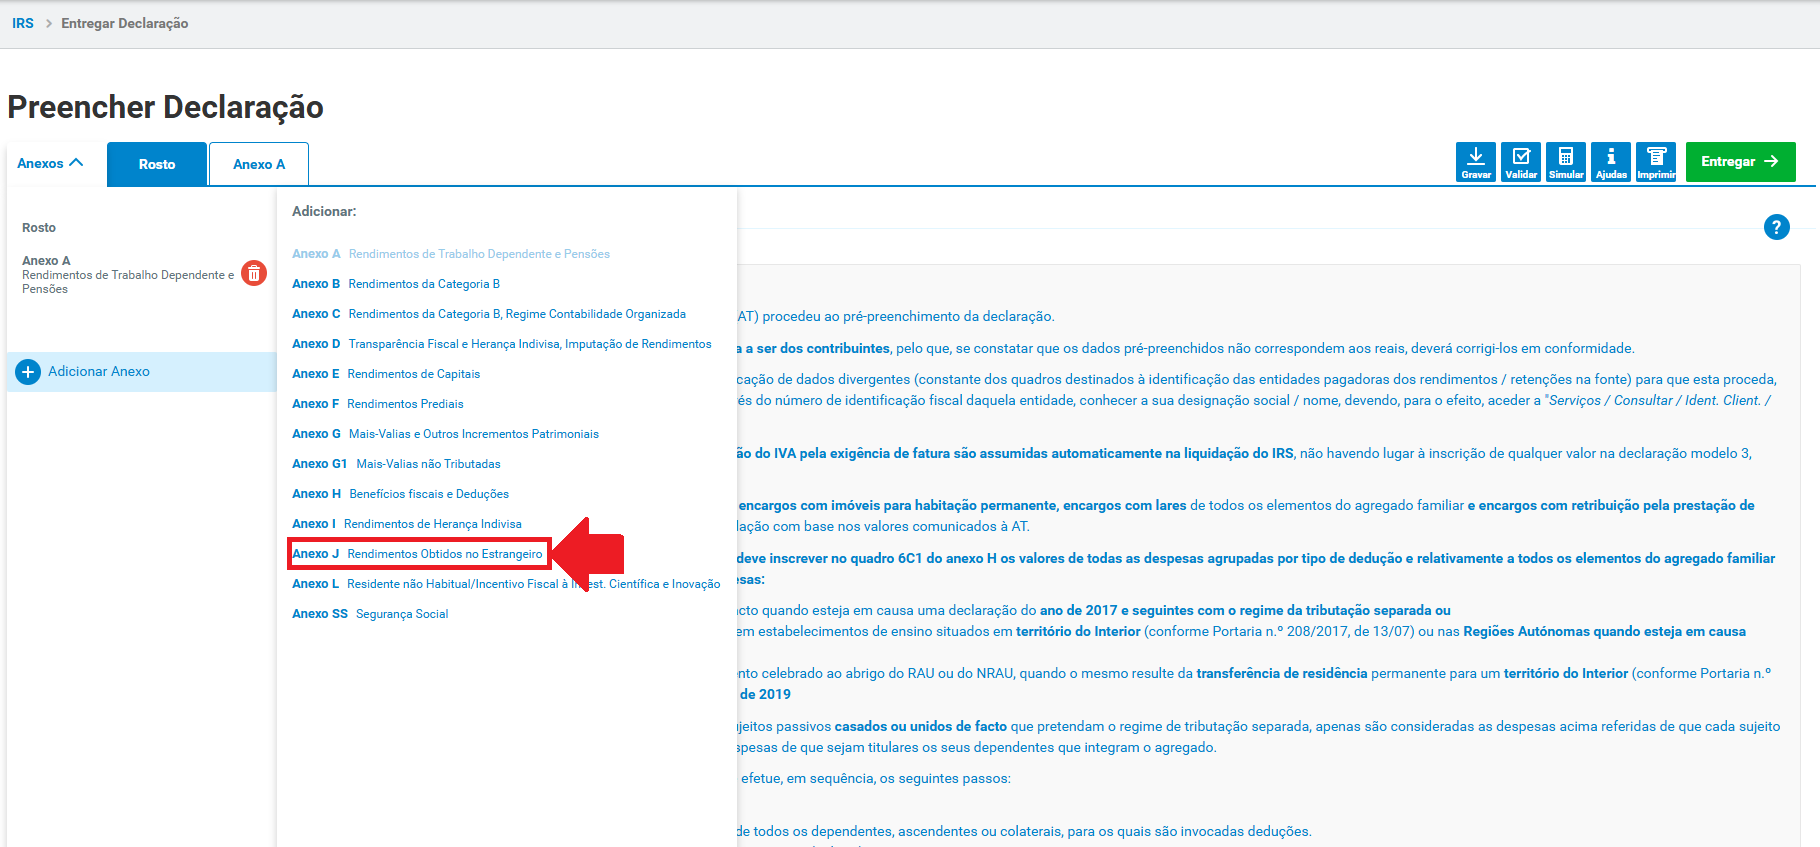 IRS > Entregar Declaração
Preencher Declaração
Anexos
Rosto
Anexo A
Gravar
Validar
Simular
Ajudas
Imprimir
Entregar
Rosto
Anexo A
Rendimentos de Trabalho Dependente e
Pensões
Adicionar Anexo
Adicionar:
Anexo A Rendimentos de Trabalho Dependente e Pensões
Anexo B Rendimentos da Categoria B
Anexo C Rendimentos da Categoria B, Regime Contabilidade Organizada
Anexo D Transparência Fiscal e Herança Indivisa, Imputação de Rendimentos
Anexo E Rendimentos de Capitais
Anexo F Rendimentos Prediais
Anexo G Mais-Valias e Outros Incrementos Patrimoniais
Anexo G1 Mais-Valias não Tributadas
Anexo H Benefícios fiscais e Deduções
Anexo I Rendimentos de Herança Indivisa
Anexo J Rendimentos Obtidos no Estrangeiro
Anexo L Residente não Habitual/Incentivo Fiscal à Invest. Científica e Inovação
Anexo SS Segurança Social
?
AT) procedeu ao pré-preenchimento da declaração.
a a ser dos contribuintes, pelo que, se constatar que os dados pré-preenchidos não correspondem aos reais, deverá corrigi-los em conformidade.
cação de dados divergentes (constante dos quadros destinados à identificação das entidades pagadoras dos rendimentos / retenções na fonte) para que esta proceda,
és do número de identificação fiscal daquela entidade, conhecer a sua designação social / nome, devendo, para o efeito, aceder a "Serviços / Consultar / Ident. Client. /
ão do IVA pela exigência de fatura são assumidas automaticamente na liquidação do IRS, não havendo lugar à inscrição de qualquer valor na declaração modelo 3,
encargos com imóveis para habitação permanente, encargos com lares de todos os elementos do agregado familiar e encargos com retribuição pela prestação de
dação com base nos valores comunicados à AT.
deve inscrever no quadro 6C1 do anexo H os valores de todas as despesas agrupadas por tipo de dedução e relativamente a todos os elementos do agregado familiar
esas:
cto quando esteja em causa uma declaração do ano de 2017 e seguintes com o regime da tributação separada ou
em estabelecimentos de ensino situados em território do Interior (conforme Portaria n.º 208/2017, de 13/07) ou nas Regiões Autónomas quando esteja em causa
nto celebrado ao abrigo do RAU ou do NRAU, quando o mesmo resulte da transferência de residência permanente para um território do Interior (conforme Portaria n.º
de 2019
ujeitos passivos casados ou unidos de facto que pretendam o regime de tributação separada, apenas são consideradas as despesas acima referidas de que cada sujeito
spesas de que sejam titulares os seus dependentes que integram o agregado.
efetue, em sequência, os seguintes passos:
de todos os dependentes, ascendentes ou colaterais, para os quais são invocadas deduções.